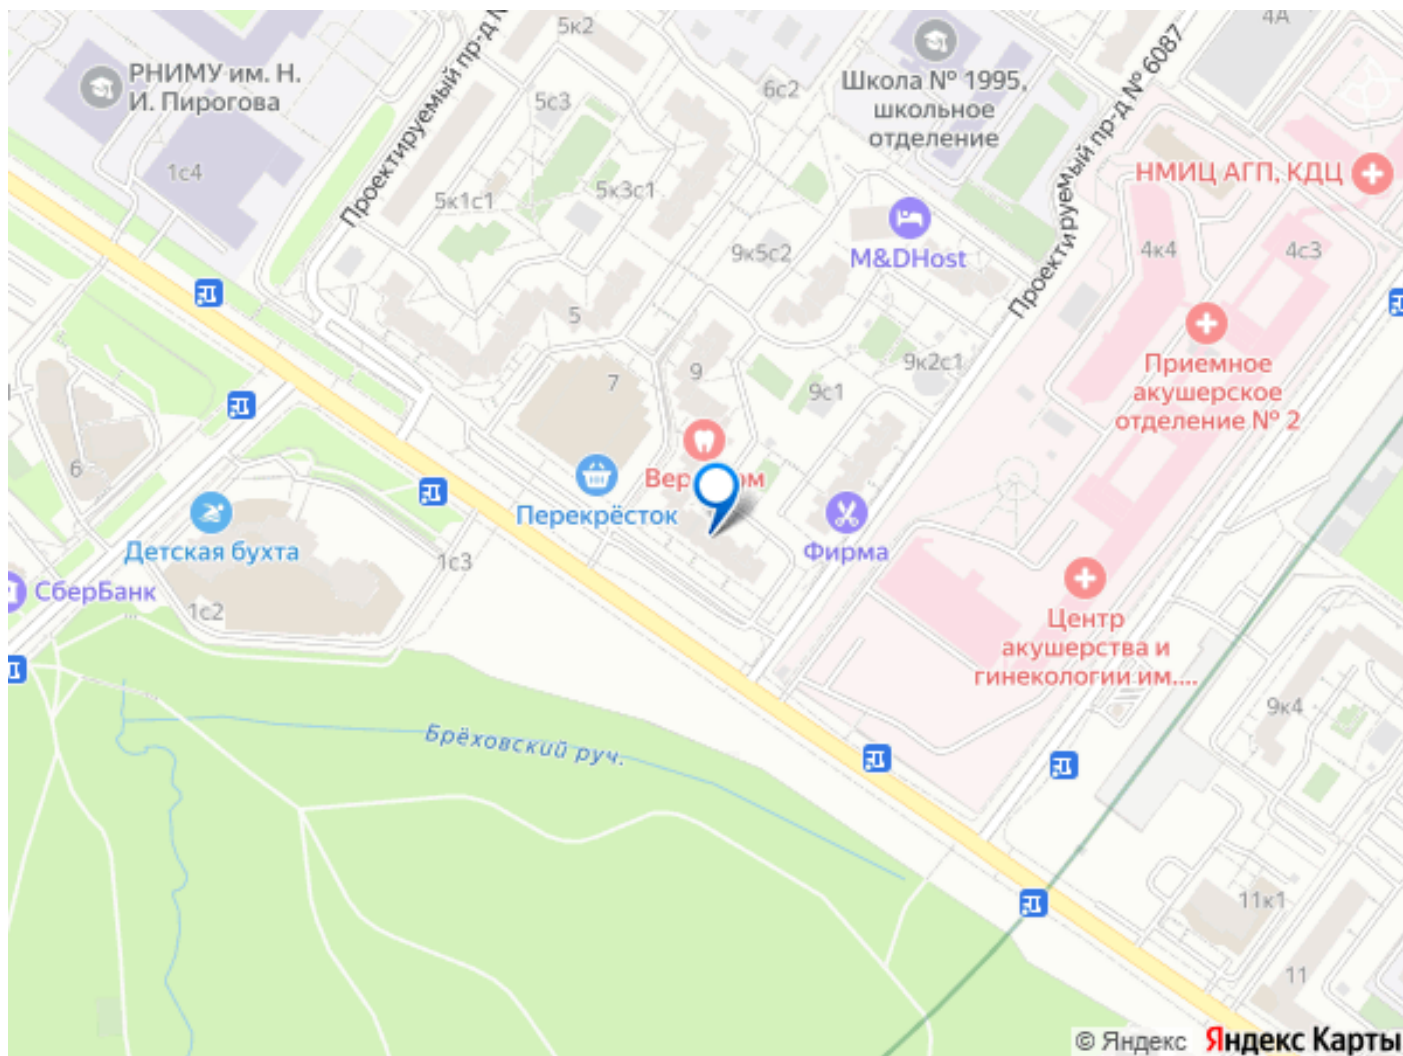 5к2
4А
РНИМУ им. Н.
И. Пирогова
Проектируемый пр-д N
Школа № 1995,
школьное
отделение
6с2
5с3
Проектируемый пр-д № 6087
1с4
5к1с1
5к3с1
НМИЦ АГП, КДЦ
M&DHost
9к5с2
4к4
4с3
5
7
9
9с1
9к2с1
Приемное
акушерское
отделение № 2
6
Перекрёсток
Детская бухта
Фирма
СберБанк
1с3
1с2
Центр
акушерства и
гинекологии им....
Брёховский руч.
9к4
11к1
11
© Яндекс Яндекс Карты